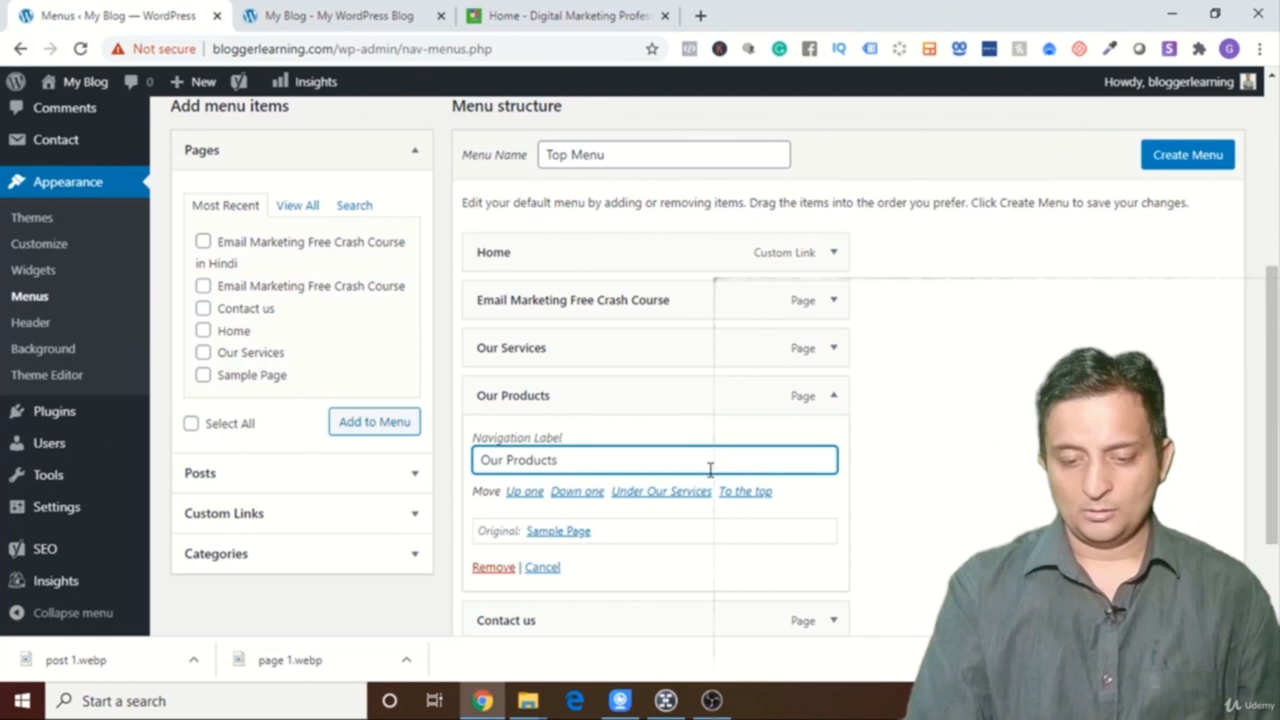 Menus ‹ My Blog — WordPress
My Blog - My WordPress Blog
Home - Digital Marketing Profes
Not secure
bloggerlearning.com/wp-admin/nav-menus.php
IQ
S
G
My Blog
0
New
Insights
Howdy, bloggerlearning
Comments
Contact
Appearance
Themes
Customize
Widgets
Menus
Header
Background
Theme Editor
Plugins
Users
Tools
Settings
SEO
Insights
Collapse menu
Add menu items
Pages
Most Recent
View All
Search
Email Marketing Free Crash Course
in Hindi
Email Marketing Free Crash Course
Contact us
Home
Our Services
Sample Page
Select All
Add to Menu
Posts
Custom Links
Categories
Menu structure
Menu Name
Top Menu
Create Menu
Edit your default menu by adding or removing items. Drag the items into the order you prefer. Click Create Menu to save your changes.
Home
Custom Link
Email Marketing Free Crash Course
Page
Our Services
Page
Our Products
Page
Navigation Label
Our Products
Move Up one Down one Under Our Services To the top
Original: Sample Page
Remove | Cancel
Contact us
Page
post 1.webp
page 1.webp
Start a search
Udemy